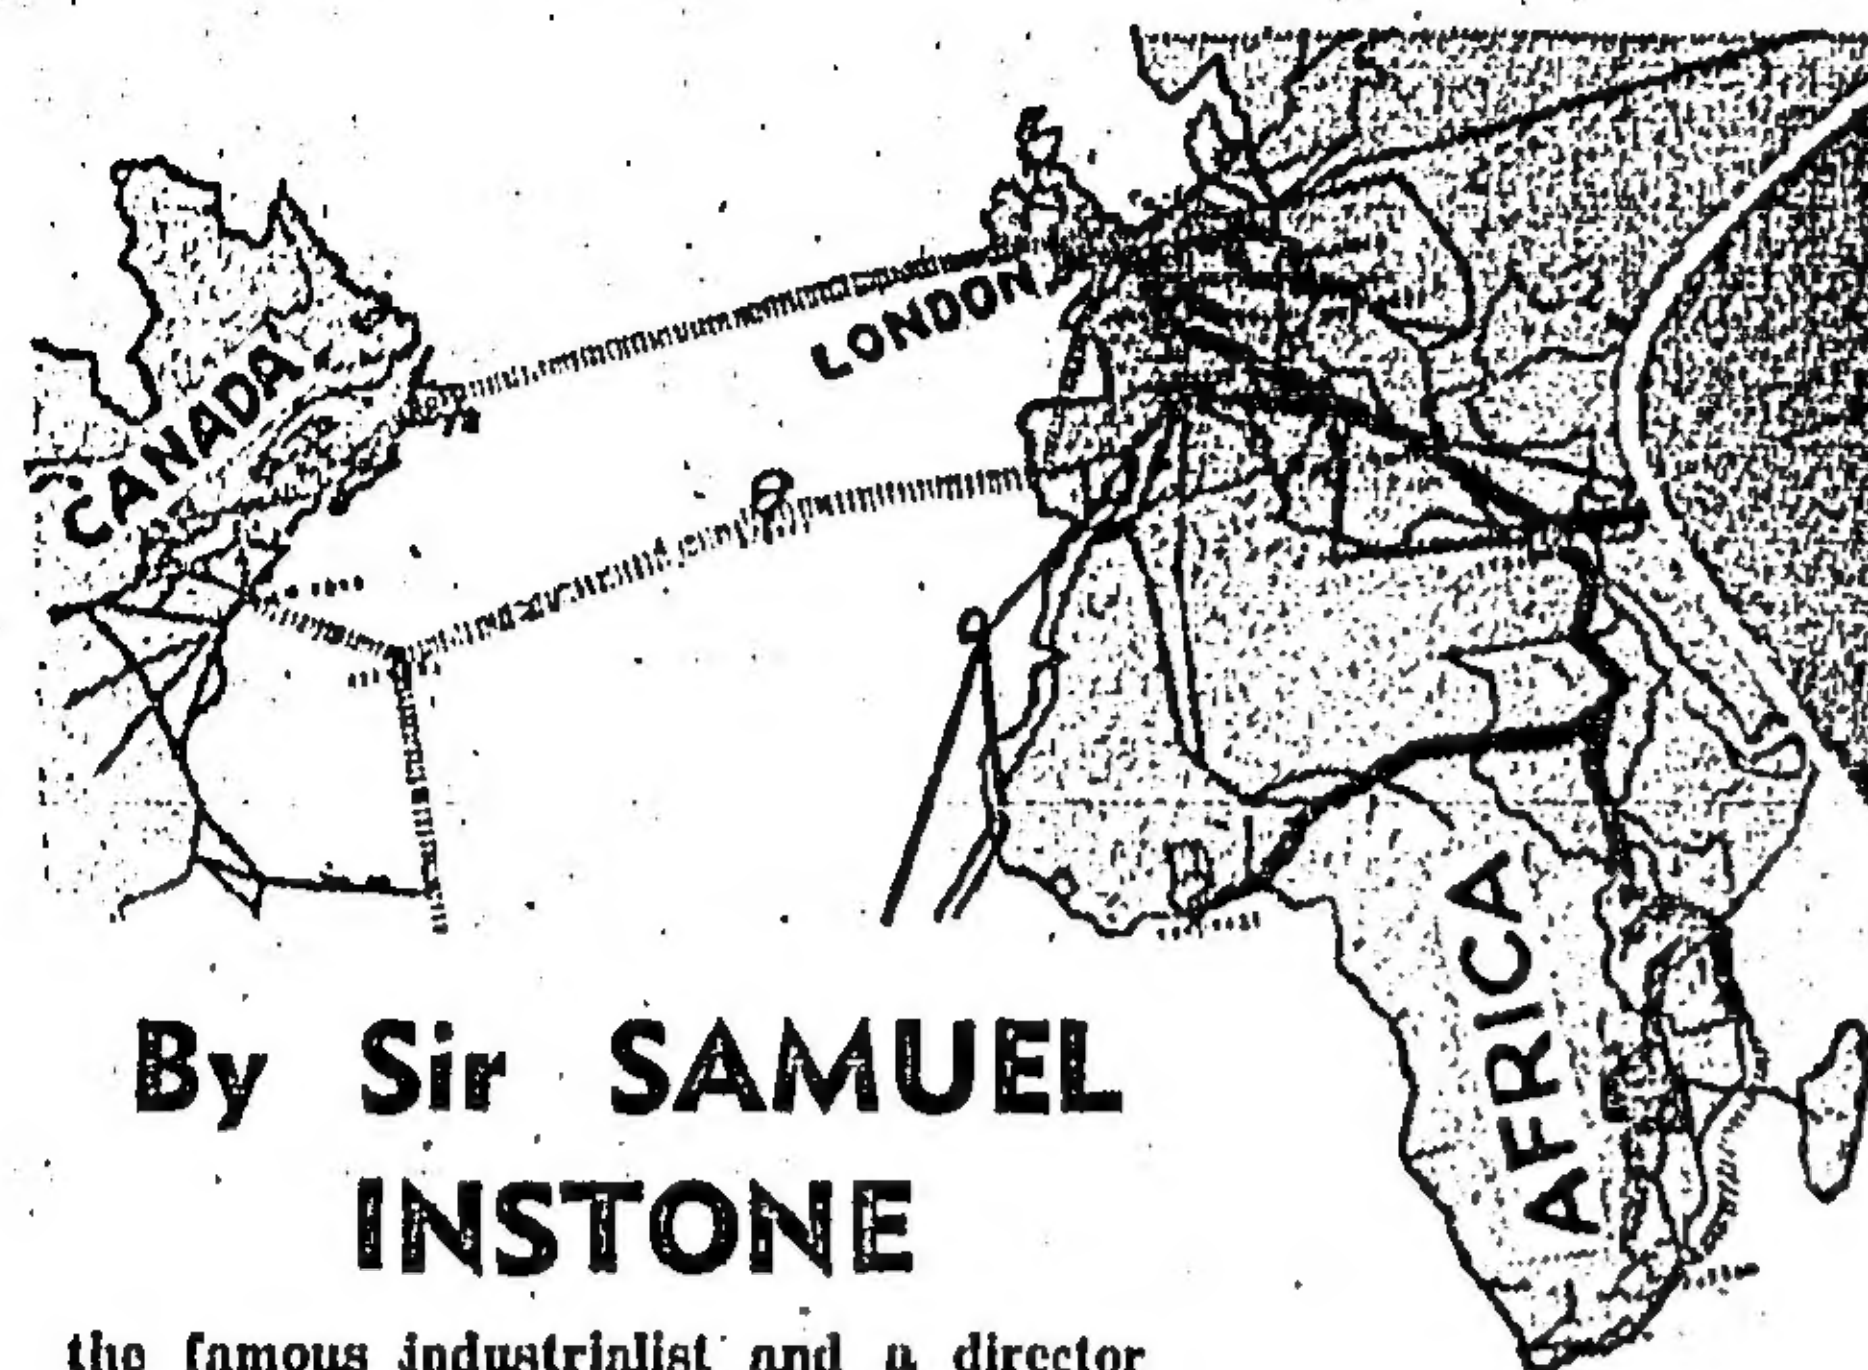 CANADA
LONDON
AFRICA
By Sir SAMUEL
INSTONE
the famous industrialist and a director